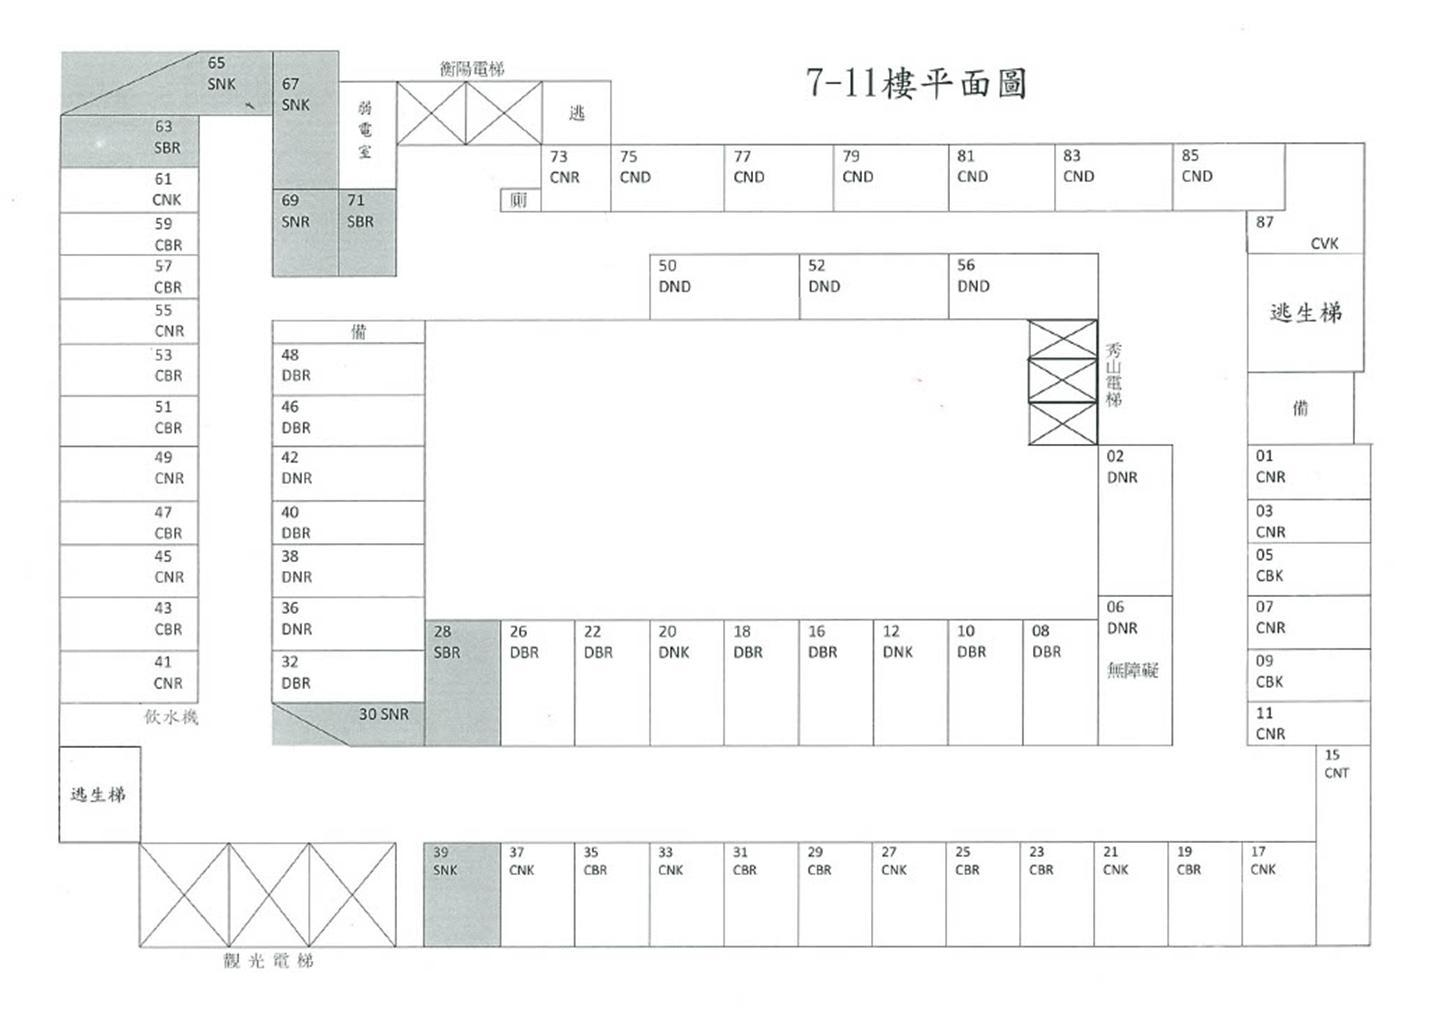 衡陽電梯
7-11樓平面圖
65
SNK
67
SNK
弱電室
逃
63
SBR
61
CNK
59
CBR
57
CBR
55
CNR
53
CBR
51
CBR
49
CNR
47
CBR
45
CNR
43
CBR
41
CNR
飲水機
逃生梯
觀光電梯
69
SNR
71
SBR
廁
73
CNR
75
CND
77
CND
79
CND
81
CND
83
CND
85
CND
87
CVK
逃生梯
備
50
DND
52
DND
56
DND
秀山電梯
備
48
DBR
46
DBR
42
DNR
40
DBR
38
DNR
36
DNR
32
DBR
30 SNR
28
SBR
26
DBR
22
DBR
20
DNK
18
DBR
16
DBR
12
DNK
10
DBR
08
DBR
02
DNR
06
DNR
無障礙
01
CNR
03
CNR
05
CBK
07
CNR
09
CBK
11
CNR
15
CNT
39
SNK
37
CNK
35
CBR
33
CNK
31
CBR
29
CBR
27
CNK
25
CBR
23
CBR
21
CNK
19
CBR
17
CNK